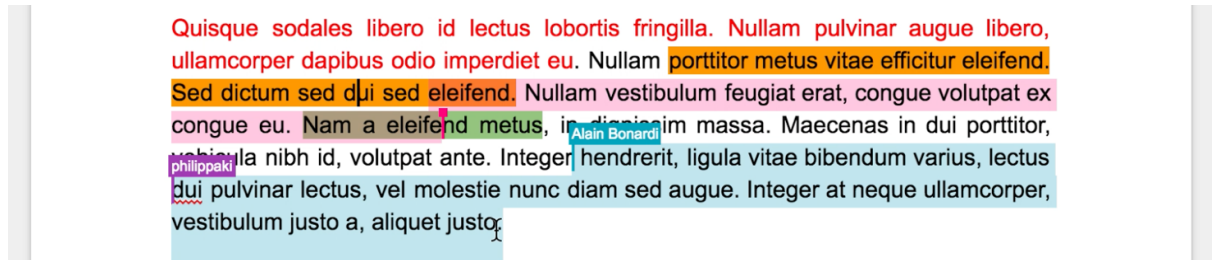 Quisque sodales libero id lectus lobortis fringilla. Nullam pulvinar augue libero,
ullamcorper dapibus odio imperdiet eu. Nullam porttitor metus vitae efficitur eleifend.
Sed dictum sed dui sed eleifend. Nullam vestibulum feugiat erat, congue volutpat ex
congue eu. Nam a eleifend metus, in massa. Maecenas in dui porttitor,
Alain Bonardi
nibh id, volutpat ante. Integer hendrerit, ligula vitae bibendum varius, lectus
philippaki
dui pulvinar lectus, vel molestie nunc diam sed augue. Integer at neque ullamcorper,
vestibulum justo a, aliquet justo.